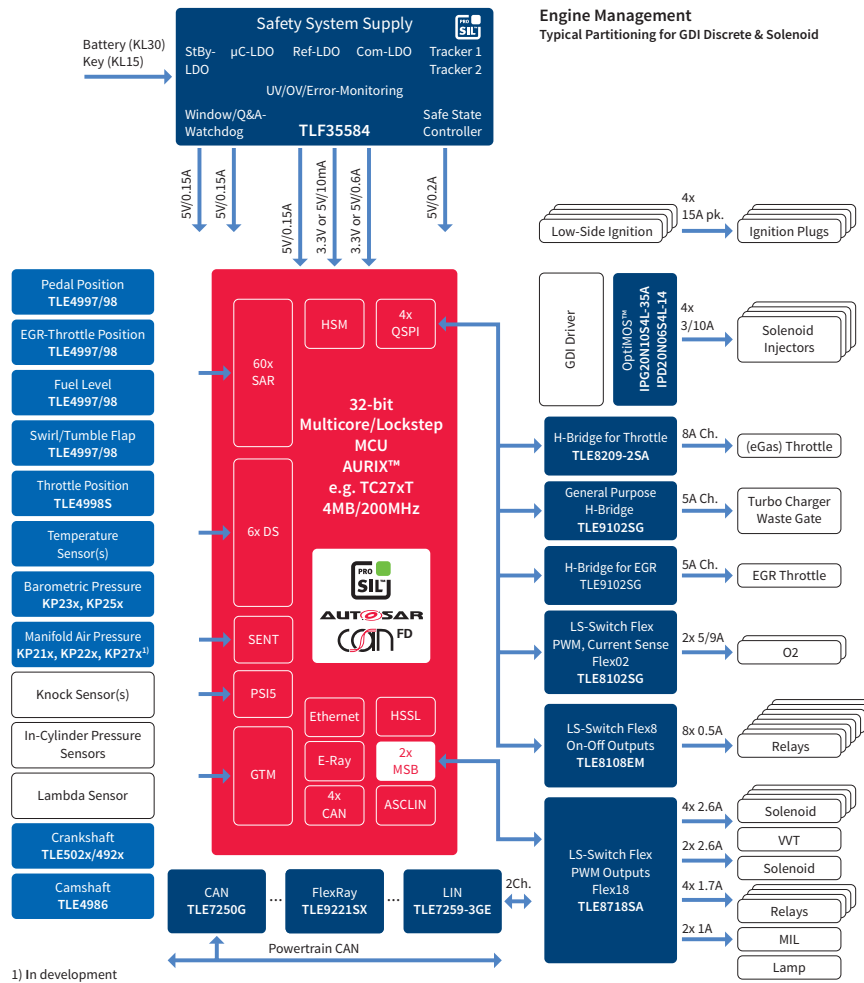 Engine Management
Typical Partitioning for GDI Discrete & Solenoid
Battery (KL30)
Key (KL15)
Safety System Supply
PRO
SIL
StBy-
LDO
µC-LDO
Ref-LDO
Com-LDO
Tracker 1
Tracker 2
UV/OV/Error-Monitoring
Window/Q&A-
Watchdog
TLF35584
Safe State
Controller
5V/0.15A
5V/0.15A
5V/0.15A
3.3V or 5V/10mA
3.3V or 5V/0.6A
5V/0.2A
Pedal Position
TLE4997/98
EGR-Throttle Position
TLE4997/98
Fuel Level
TLE4997/98
Swirl/Tumble Flap
TLE4997/98
Throttle Position
TLE4998S
Temperature
Sensor(s)
Barometric Pressure
KP23x, KP25x
Manifold Air Pressure
KP21x, KP22x, KP27x1)
Knock Sensor(s)
In-Cylinder Pressure
Sensors
Lambda Sensor
Crankshaft
TLE502x/492x
Camshaft
TLE4986
60x
SAR
HSM
4x
QSPI
32-bit
Multicore/Lockstep
MCU
AURIX™
e.g. TC27xT
4MB/200MHz
6x DS
PRO
SIL
AUTOSAR
CAN FD
SENT
PSI5
GTM
Ethernet
HSSL
E-Ray
2x
MSB
4x
CAN
ASCLIN
CAN
TLE7250G
...
FlexRay
TLE9221SX
...
LIN
TLE7259-3GE
2Ch.
Powertrain CAN
Low-Side Ignition
4x
15A pk.
Ignition Plugs
GDI Driver
OptiMOS™
IPG20N10S4L-35A
IPD20N06S4L-14
4x
3/10A
Solenoid
Injectors
H-Bridge for Throttle
TLE8209-2SA
8A Ch.
(eGas) Throttle
General Purpose
H-Bridge
TLE9102SG
5A Ch.
Turbo Charger
Waste Gate
H-Bridge for EGR
TLE9102SG
5A Ch.
EGR Throttle
LS-Switch Flex
PWM, Current Sense
Flex02
TLE8102SG
2x 5/9A
O2
LS-Switch Flex8
On-Off Outputs
TLE8108EM
8x 0.5A
Relays
LS-Switch Flex
PWM Outputs
Flex18
TLE8718SA
4x 2.6A
Solenoid
VVT
2x 2.6A
Solenoid
4x 1.7A
Relays
2x 1A
MIL
Lamp
1) In development